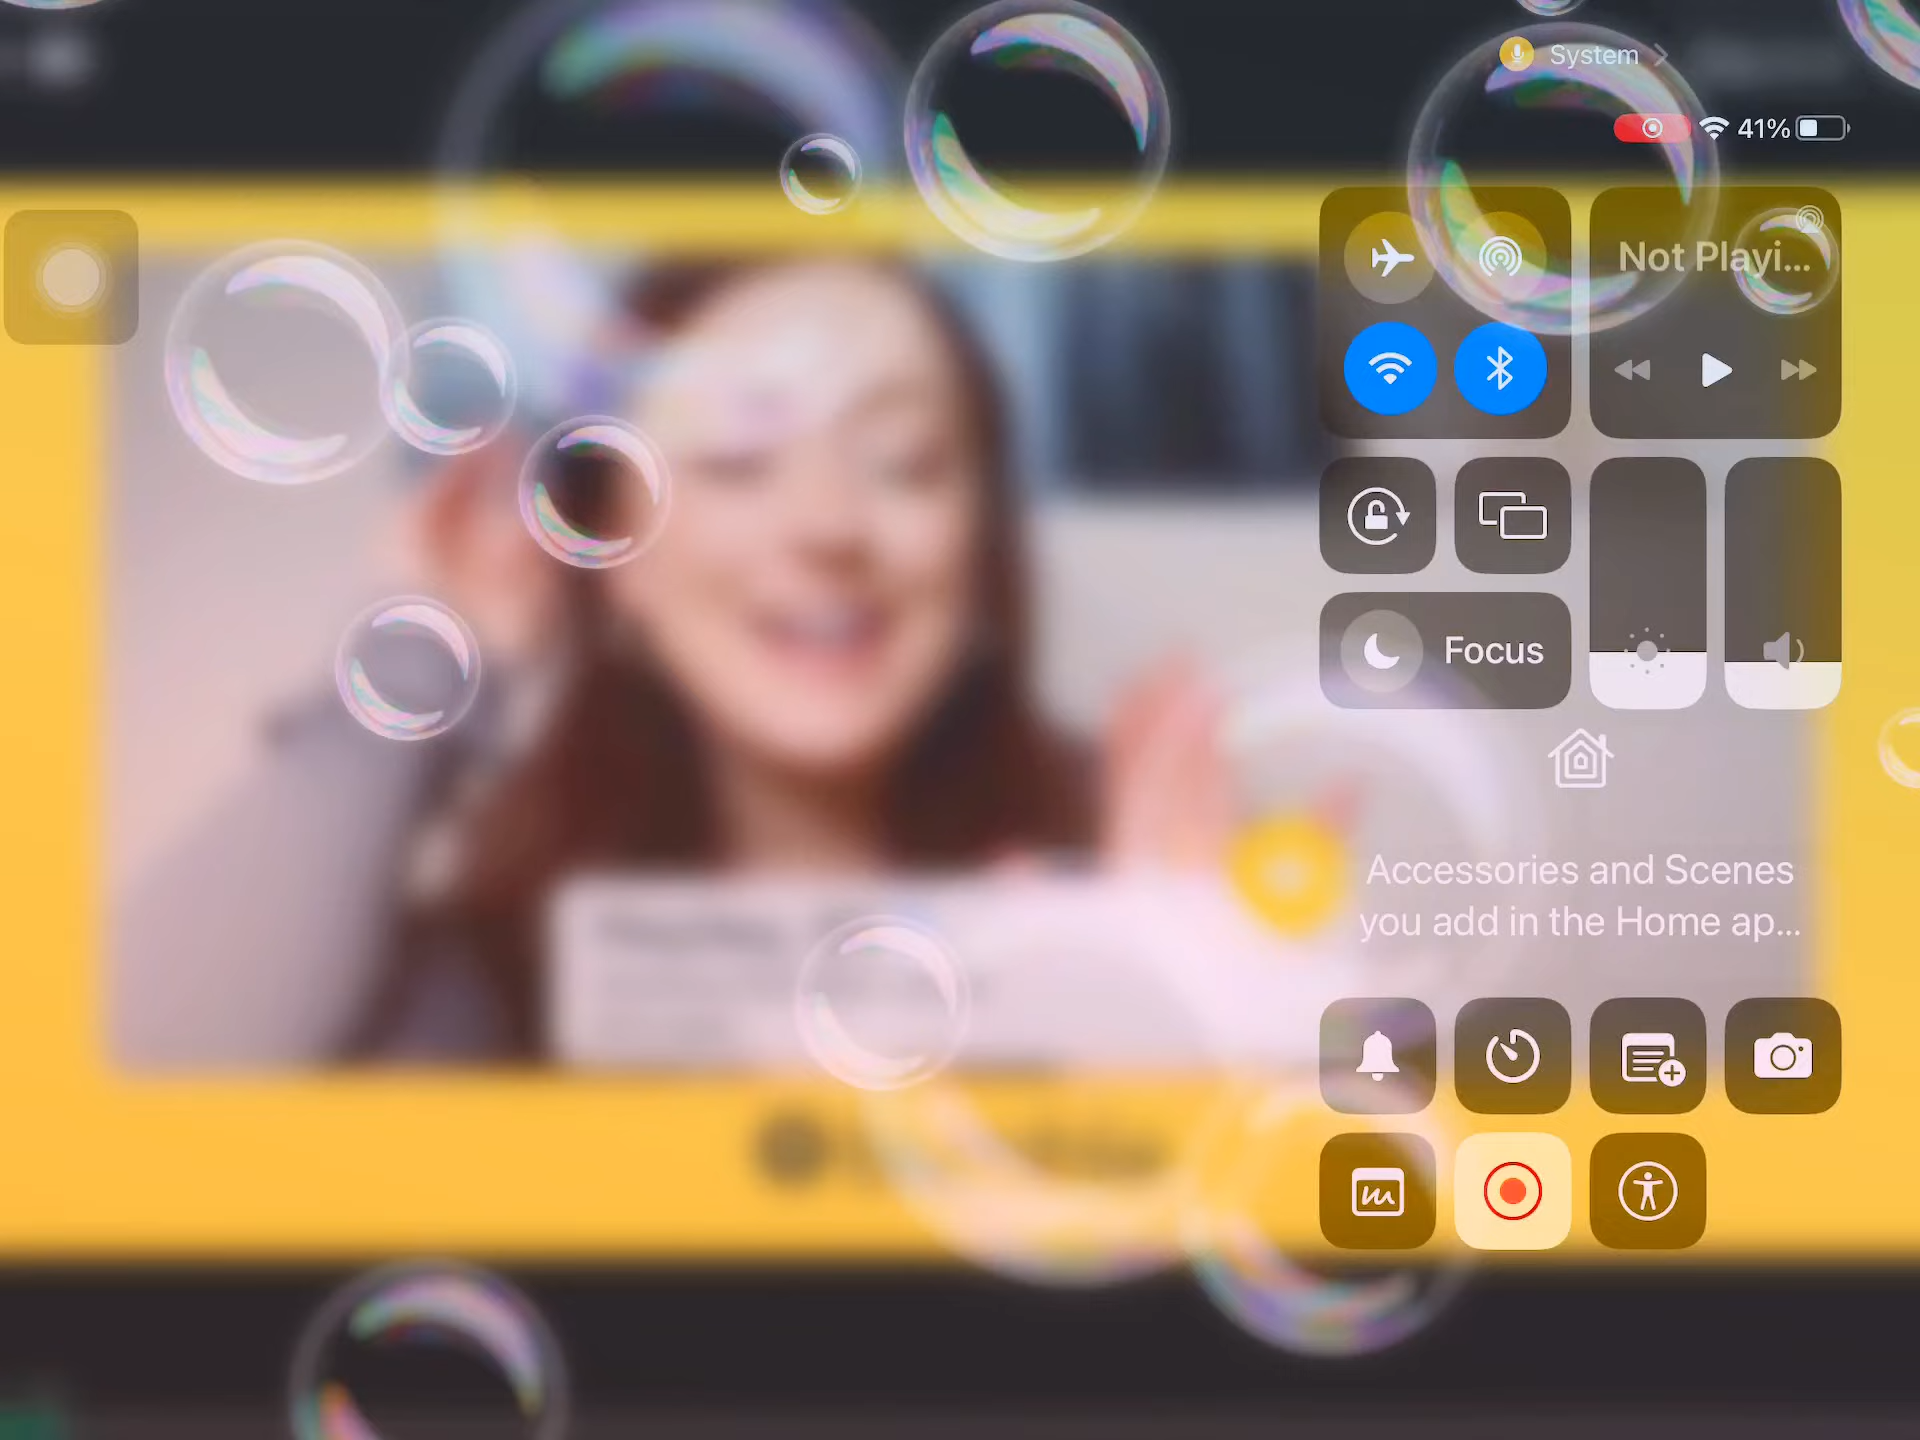 System
41%
Not Playi...
Focus
Accessories and Scenes
you add in the Home ap...